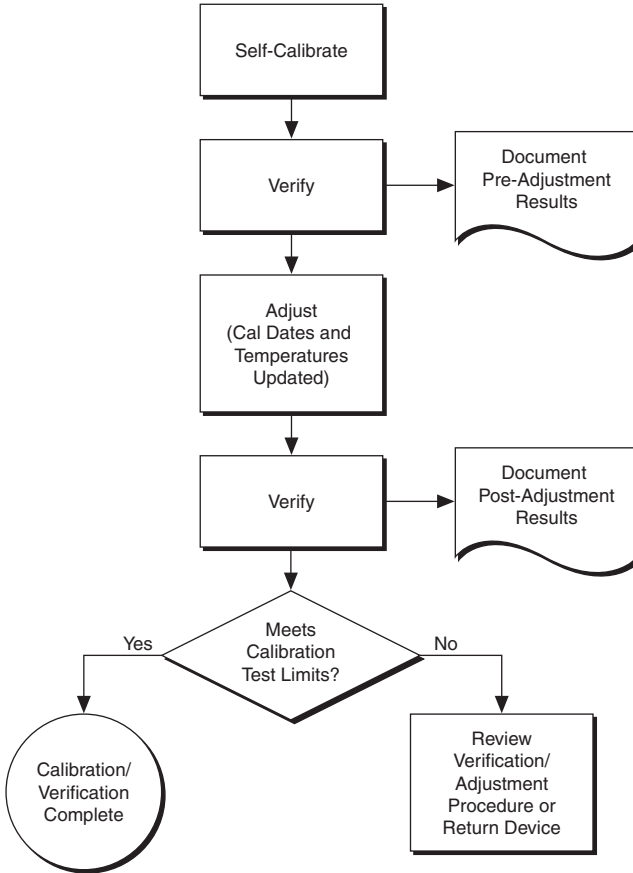 Self-Calibrate
Verify
Document
Pre-Adjustment
Results
Adjust
(Cal Dates and
Temperatures
Updated)
Verify
Document
Post-Adjustment
Results
Meets
Calibration
Test Limits?
Yes
No
Calibration/
Verification
Complete
Review
Verification/
Adjustment
Procedure or
Return Device